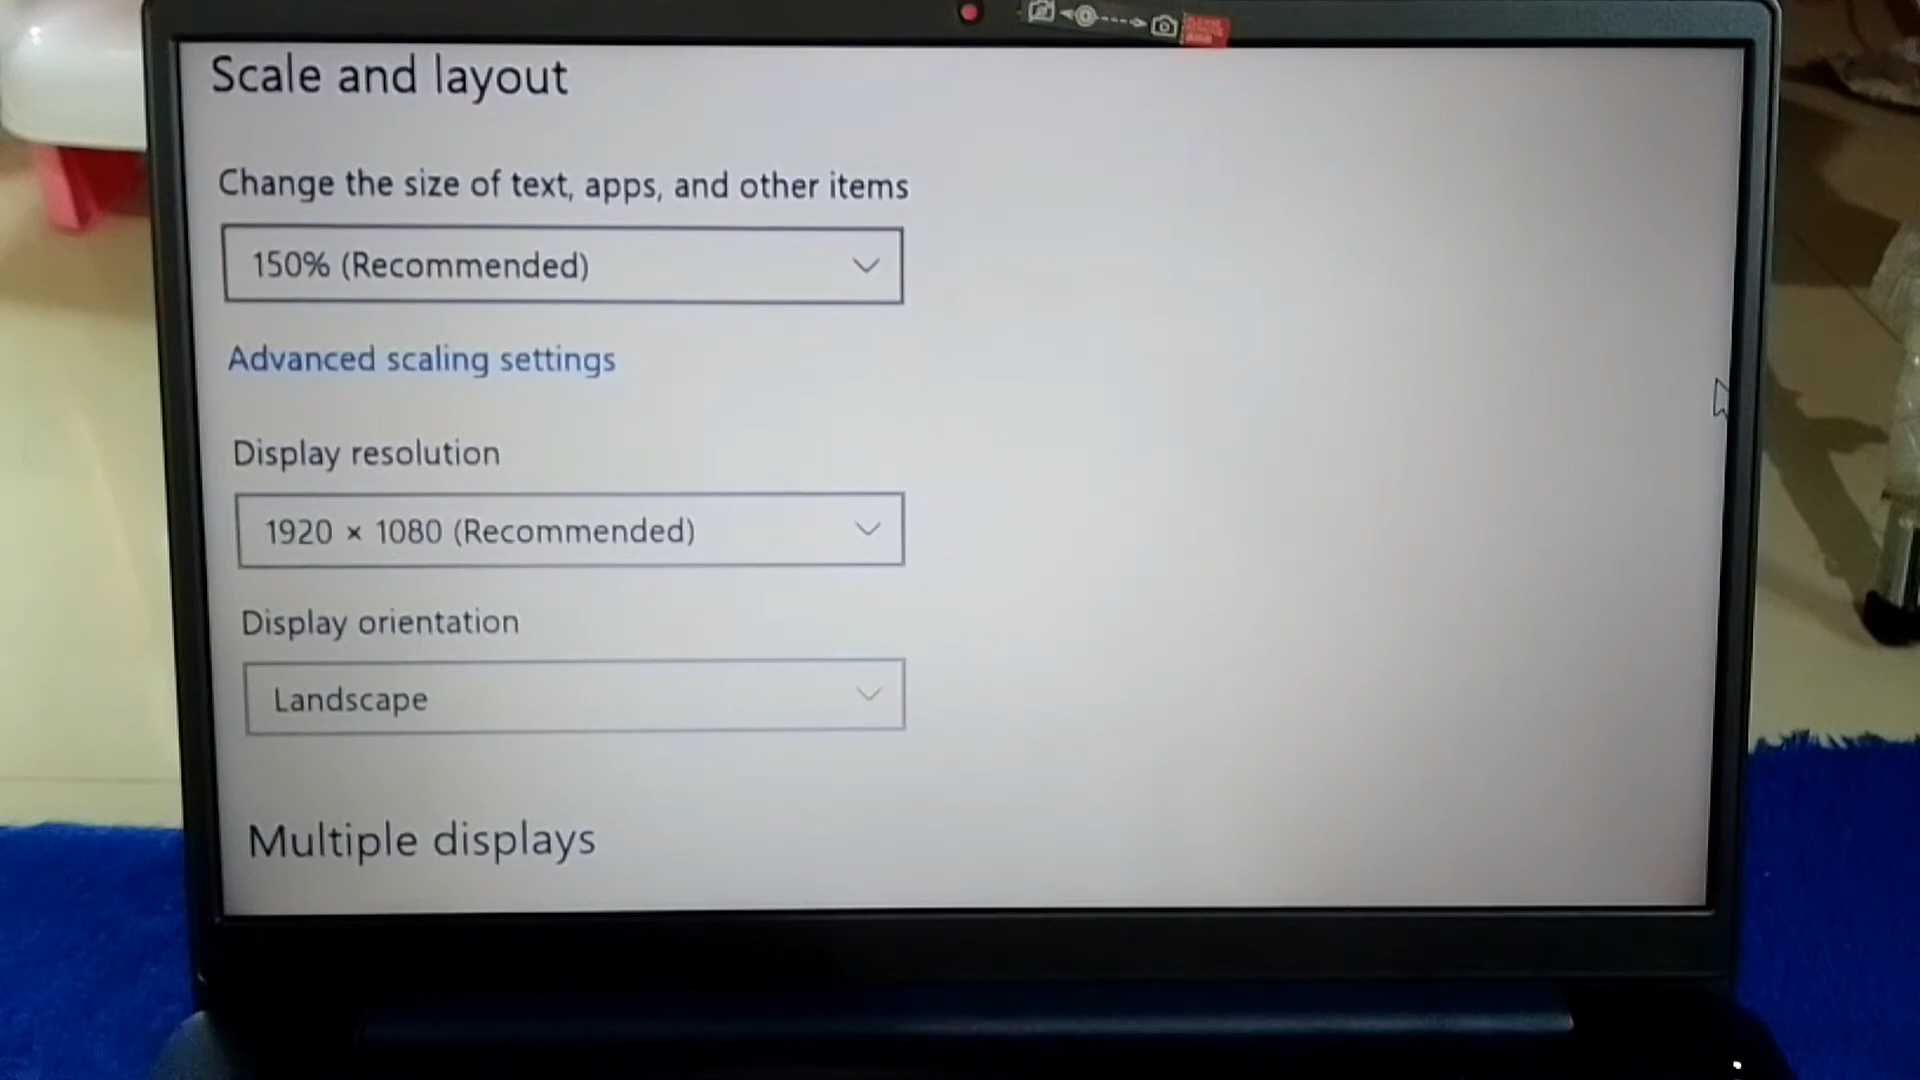 Scale and layout
Change the size of text, apps, and other items
150% (Recommended)
Advanced scaling settings
Display resolution
1920 × 1080 (Recommended)
Display orientation
Landscape
Multiple displays